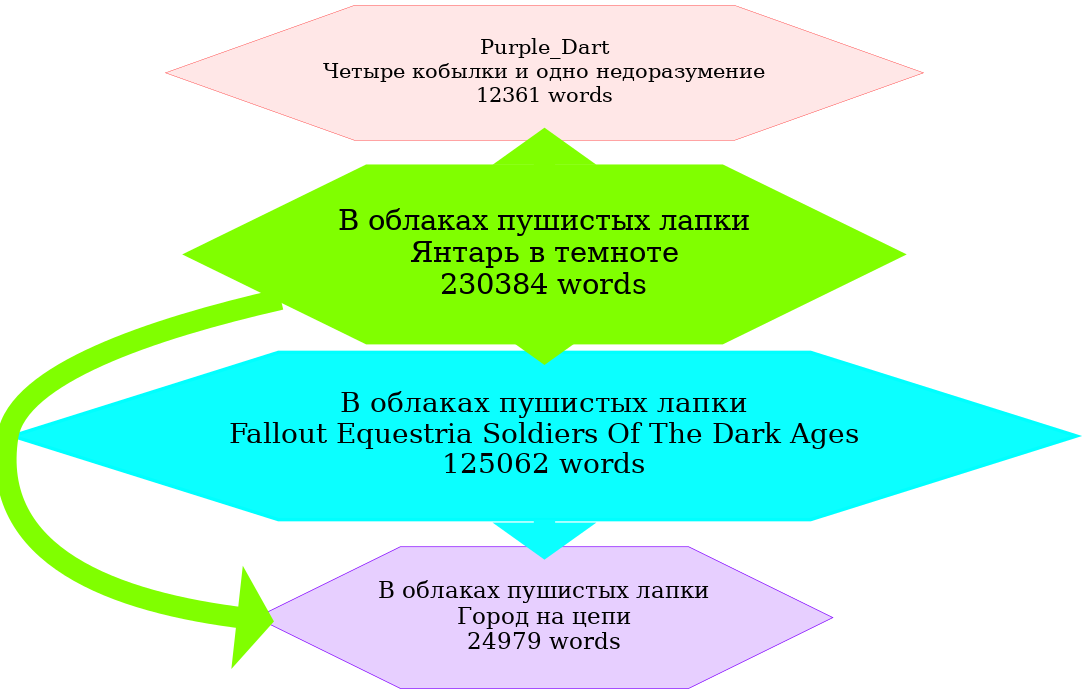 Purple_Dart
Четыре кобылки и одно недоразумение
12361 words
В облаках пушистых лапки
Янтарь в темноте
230384 words
В облаках пушистых лапки
Fallout Equestria Soldiers Of The Dark Ages
125062 words
В облаках пушистых лапки
Город на цепи
24979 words